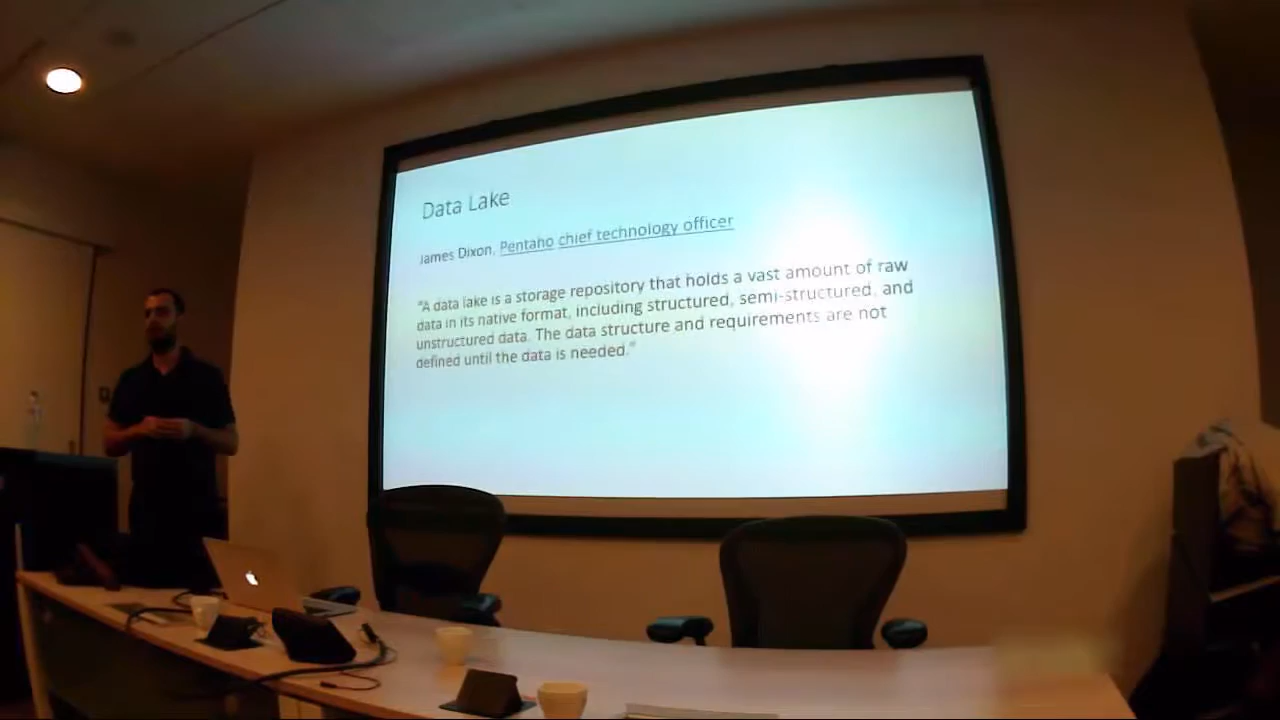 Data Lake
James Dixon, Pentaho chief technology officer
"A data lake is a storage repository that holds a vast amount of raw
data in its native format, including structured, semi-structured, and
unstructured data. The data structure and requirements are not
defined until the data is needed."